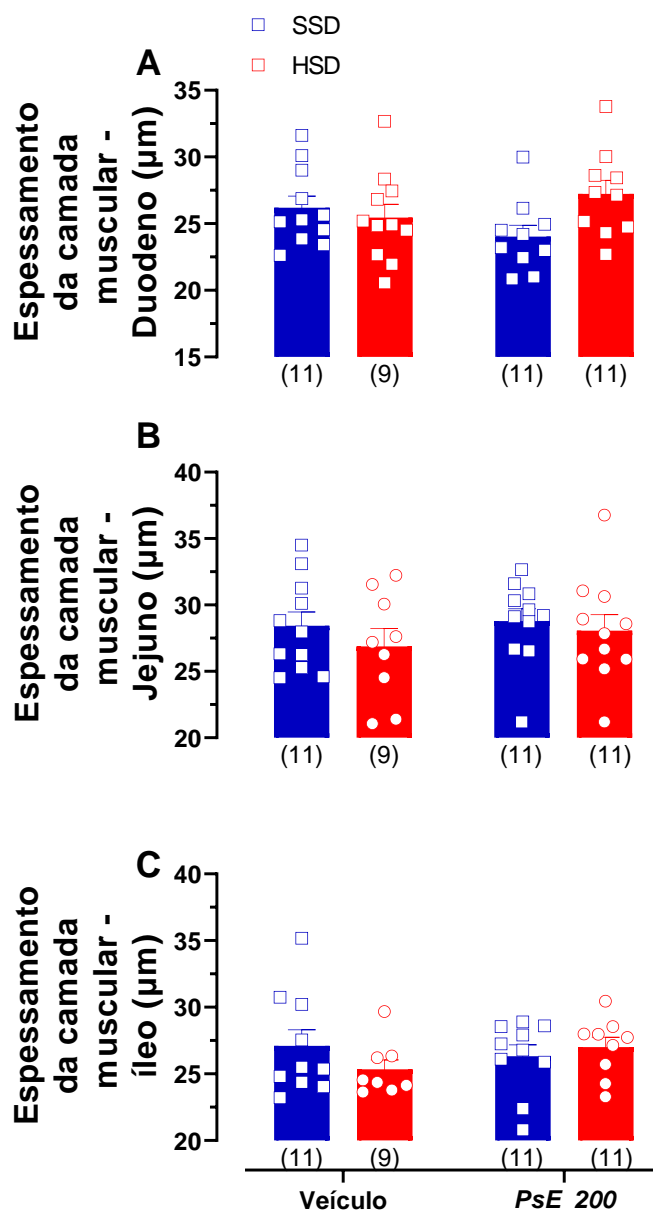 SSD
HSD
A
Espessamento
da camada
muscular -
Duodeno (µm)
35
30
25
20
15
(11)
(9)
(11)
(11)
B
Espessamento
da camada
muscular -
Jejuno (µm)
40
35
30
25
20
(11)
(9)
(11)
(11)
C
Espessamento
da camada
muscular -
íleo (µm)
40
35
30
25
20
(11)
(9)
(11)
(11)
Veículo
PsE 200